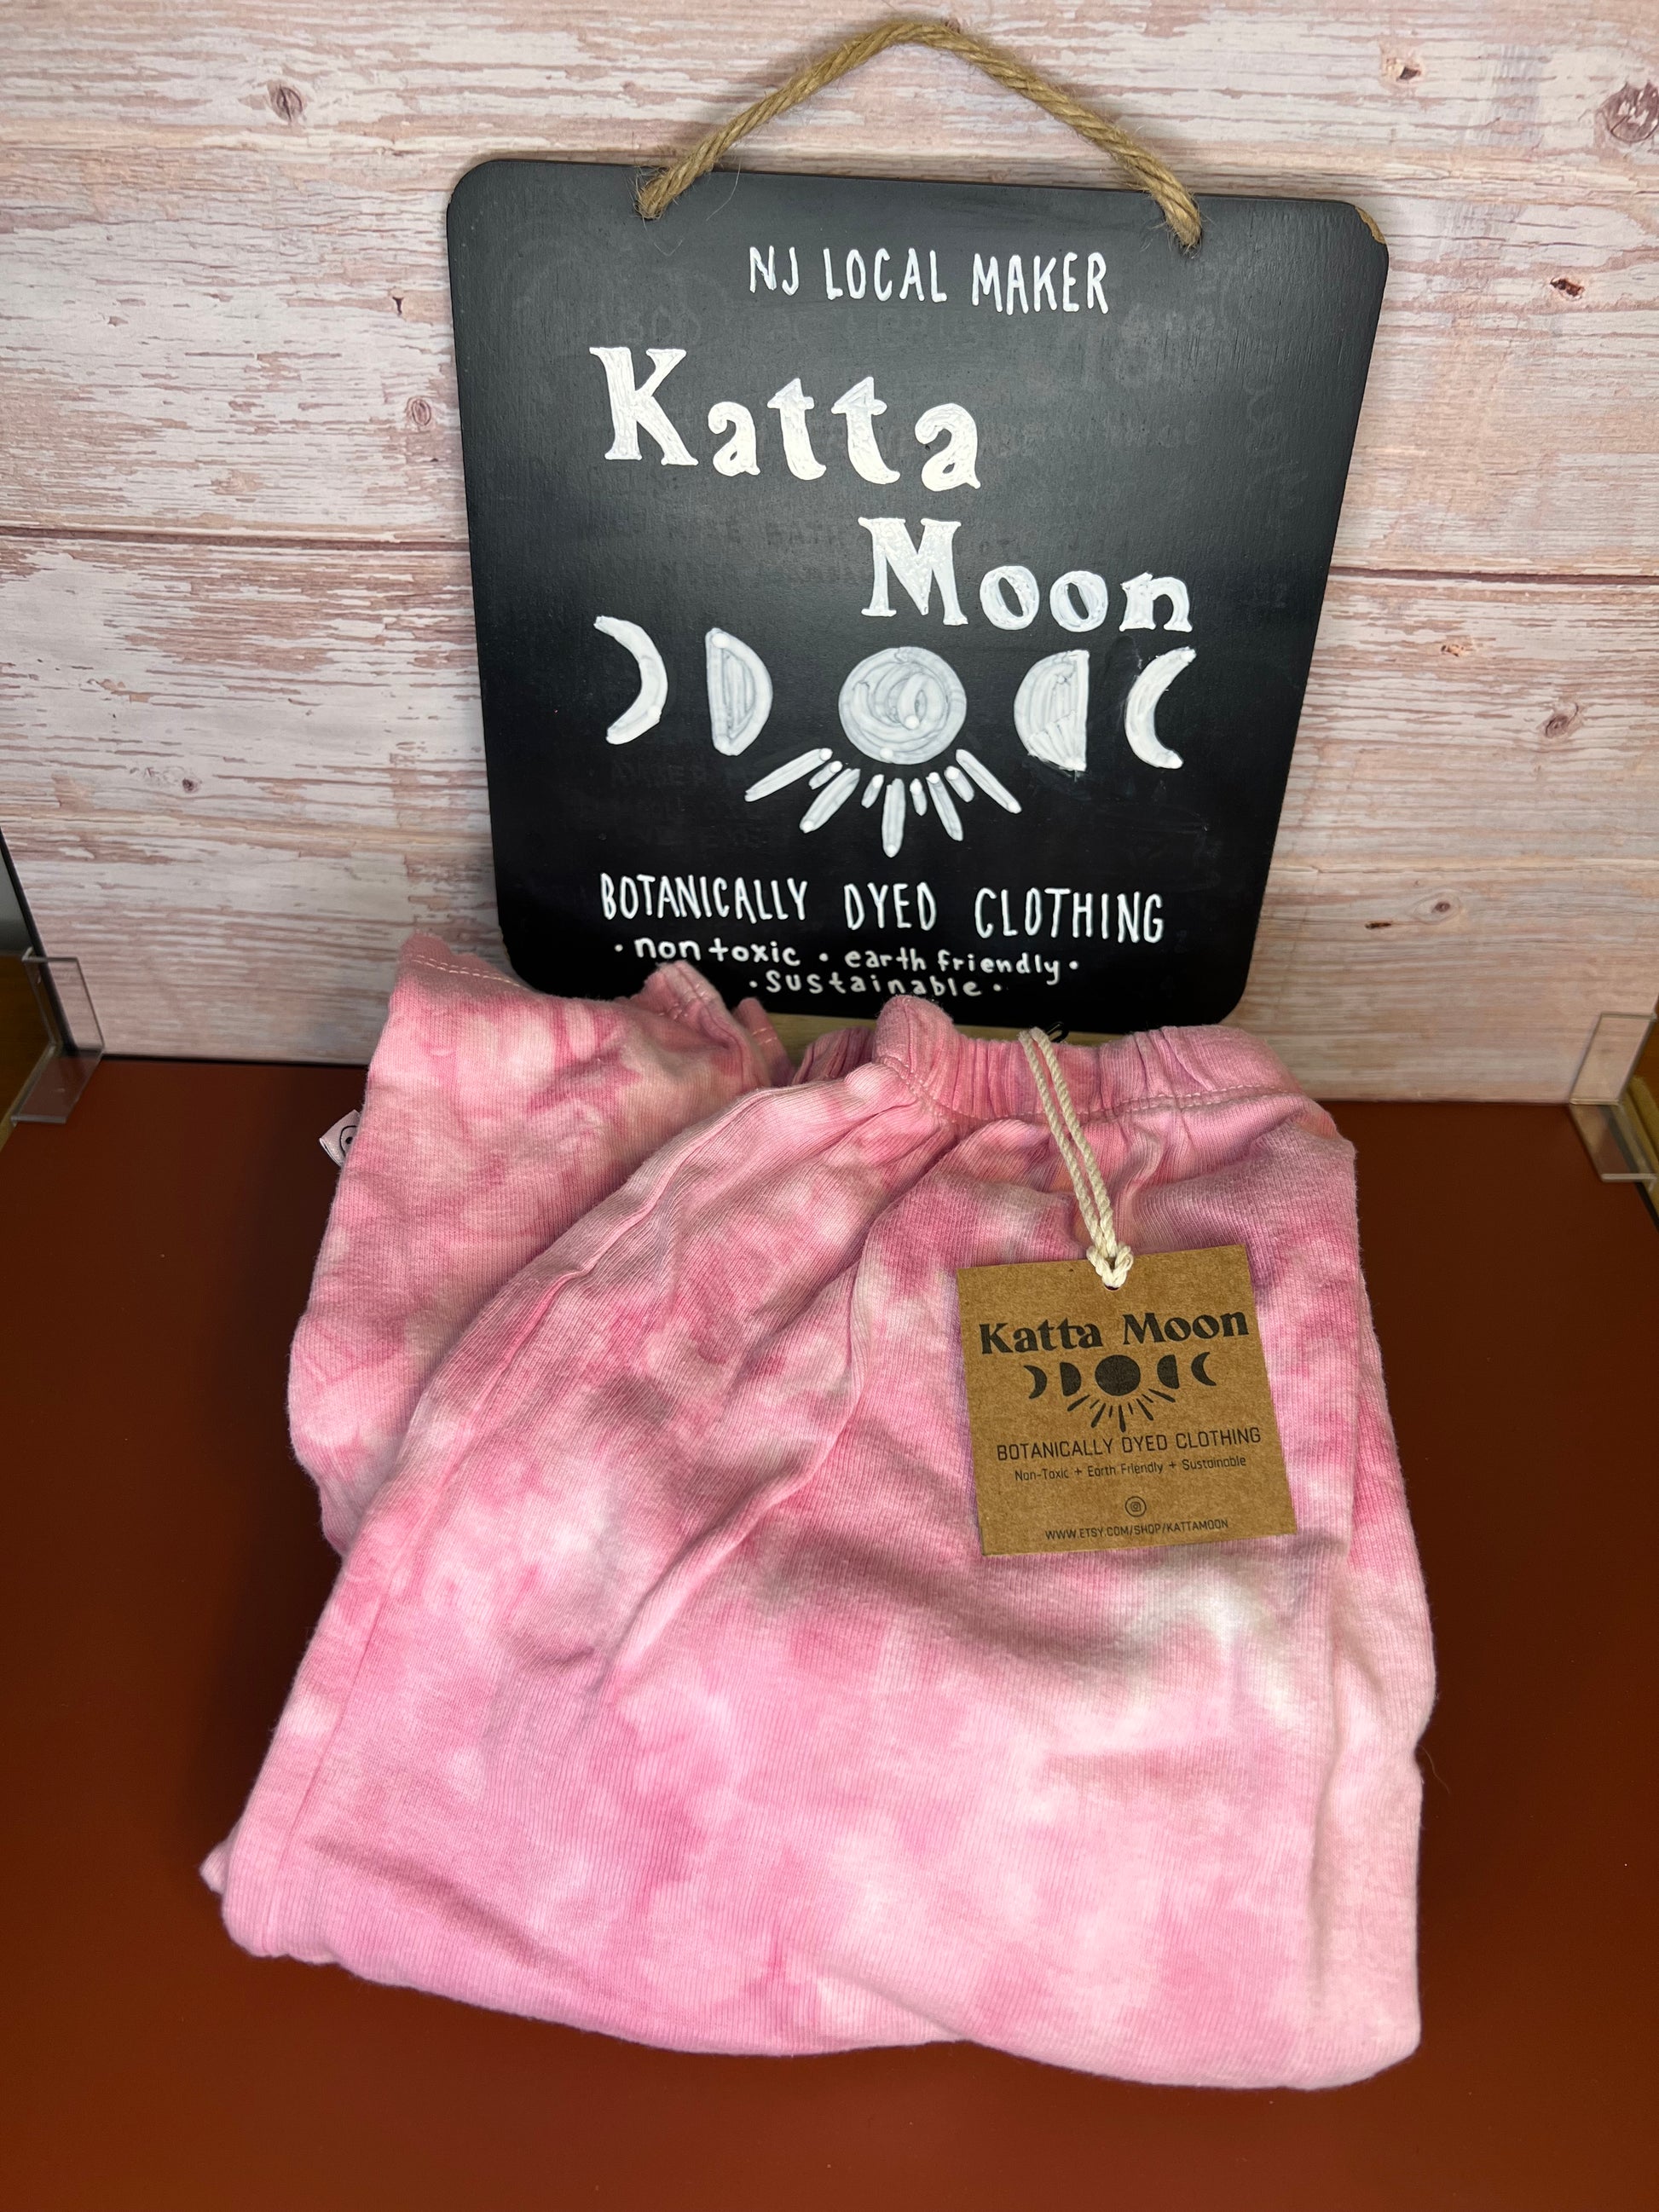 NJ LOCAL MAKER
Katta
Moon
BOTANICALLY DYED CLOTHING
• non toxic • earth friendly •
• sustainable •
Katta Moon
BOTANICALLY DYED CLOTHING
Non-Toxic + Earth Friendly + Sustainable
WWW.ETSY.COM/SHOP/KATTAMOON